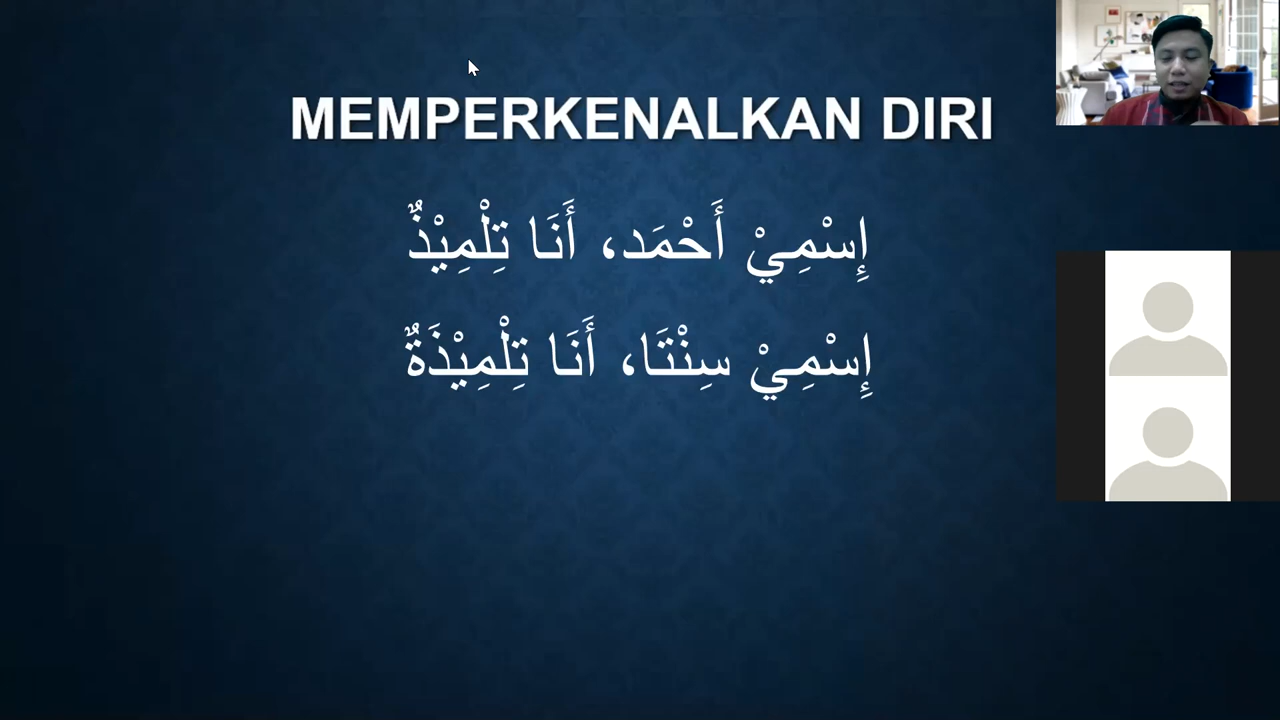 MEMPERKENALKAN DIRI
إِسْمِيْ أَحْمَد، أَنَا تِلْمِيْذٌ
إِسْمِيْ سِنْتَا، أَنَا تِلْمِيْذَةٌ